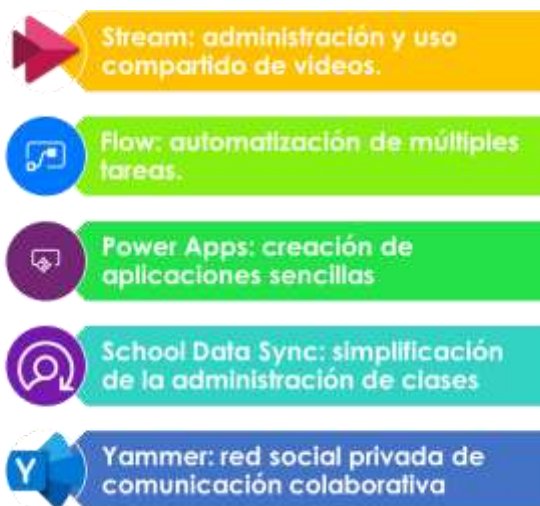 Stream: administración y uso
compartido de videos.
Flow: automatización de múltiples
tareas.
Power Apps: creación de
aplicaciones sencillas
School Data Sync: simplificación
de la administración de clases
Y
Yammer: red social privada de
comunicación colaborativa